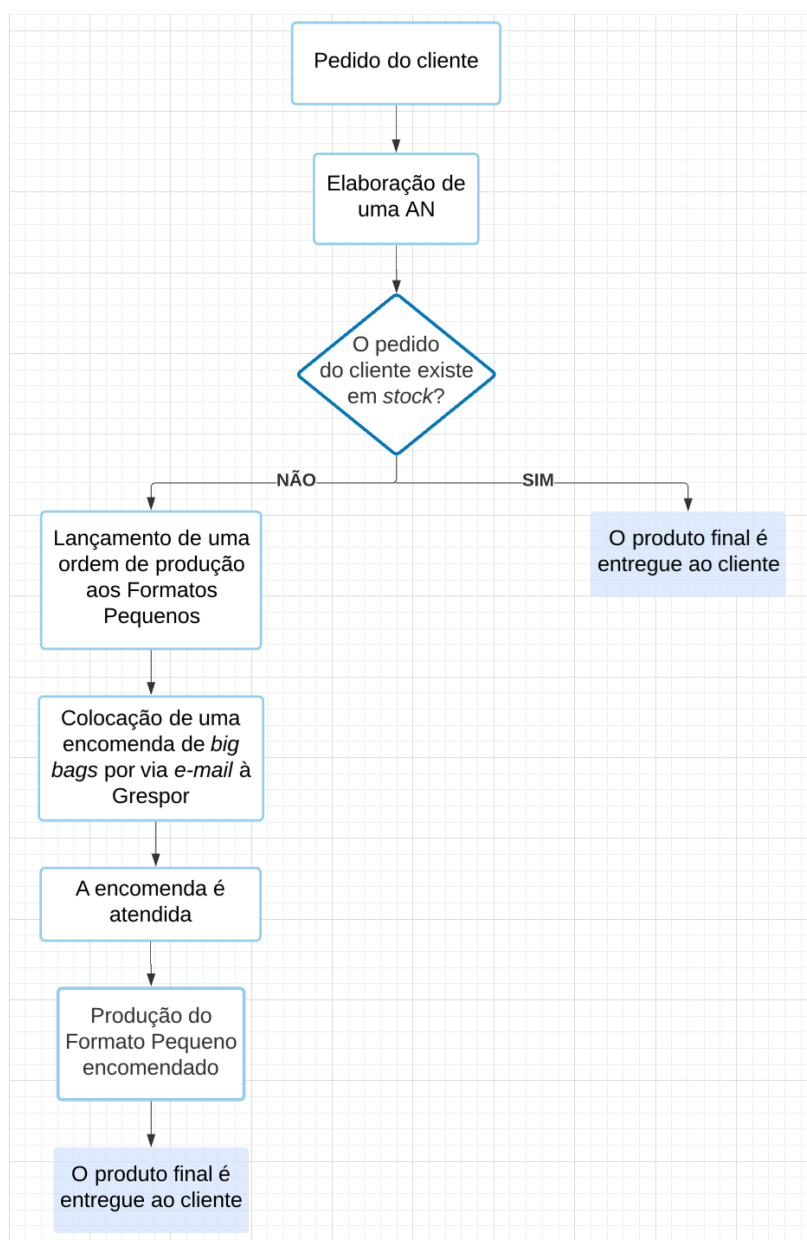 Pedido do cliente
Elaboração de
uma AN
O pedido
do cliente existe
em stock?
NÃO
SIM
Lançamento de uma
ordem de produção
aos Formatos
Pequenos
O produto final é
entregue ao cliente
Colocação de uma
encomenda de big
bags por via e-mail à
Grespor
A encomenda é
atendida
Produção do
Formato Pequeno
encomendado
O produto final é
entregue ao cliente